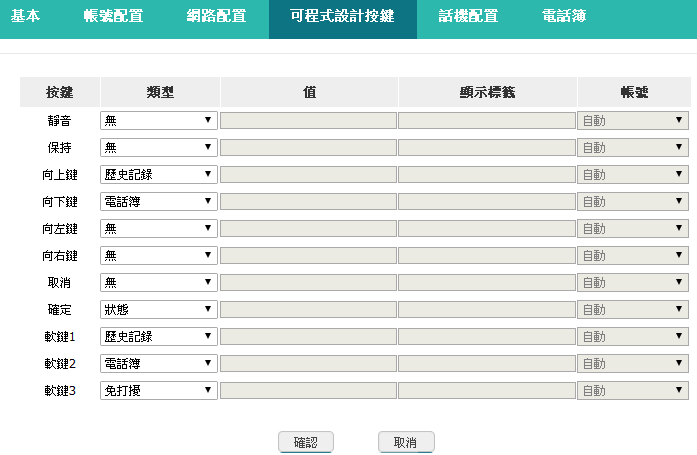 基本 帳號配置 網路配置 可程式設計按鍵 話機配置 電話簿
按鍵 類型 值 顯示標籤 帳號
靜音 無 自動
保持 無 自動
向上鍵 歷史記錄 自動
向下鍵 電話簿 自動
向左鍵 無 自動
向右鍵 無 自動
取消 無 自動
確定 狀態 自動
軟鍵1 歷史記錄 自動
軟鍵2 電話簿 自動
軟鍵3 免打擾 自動
確認 取消